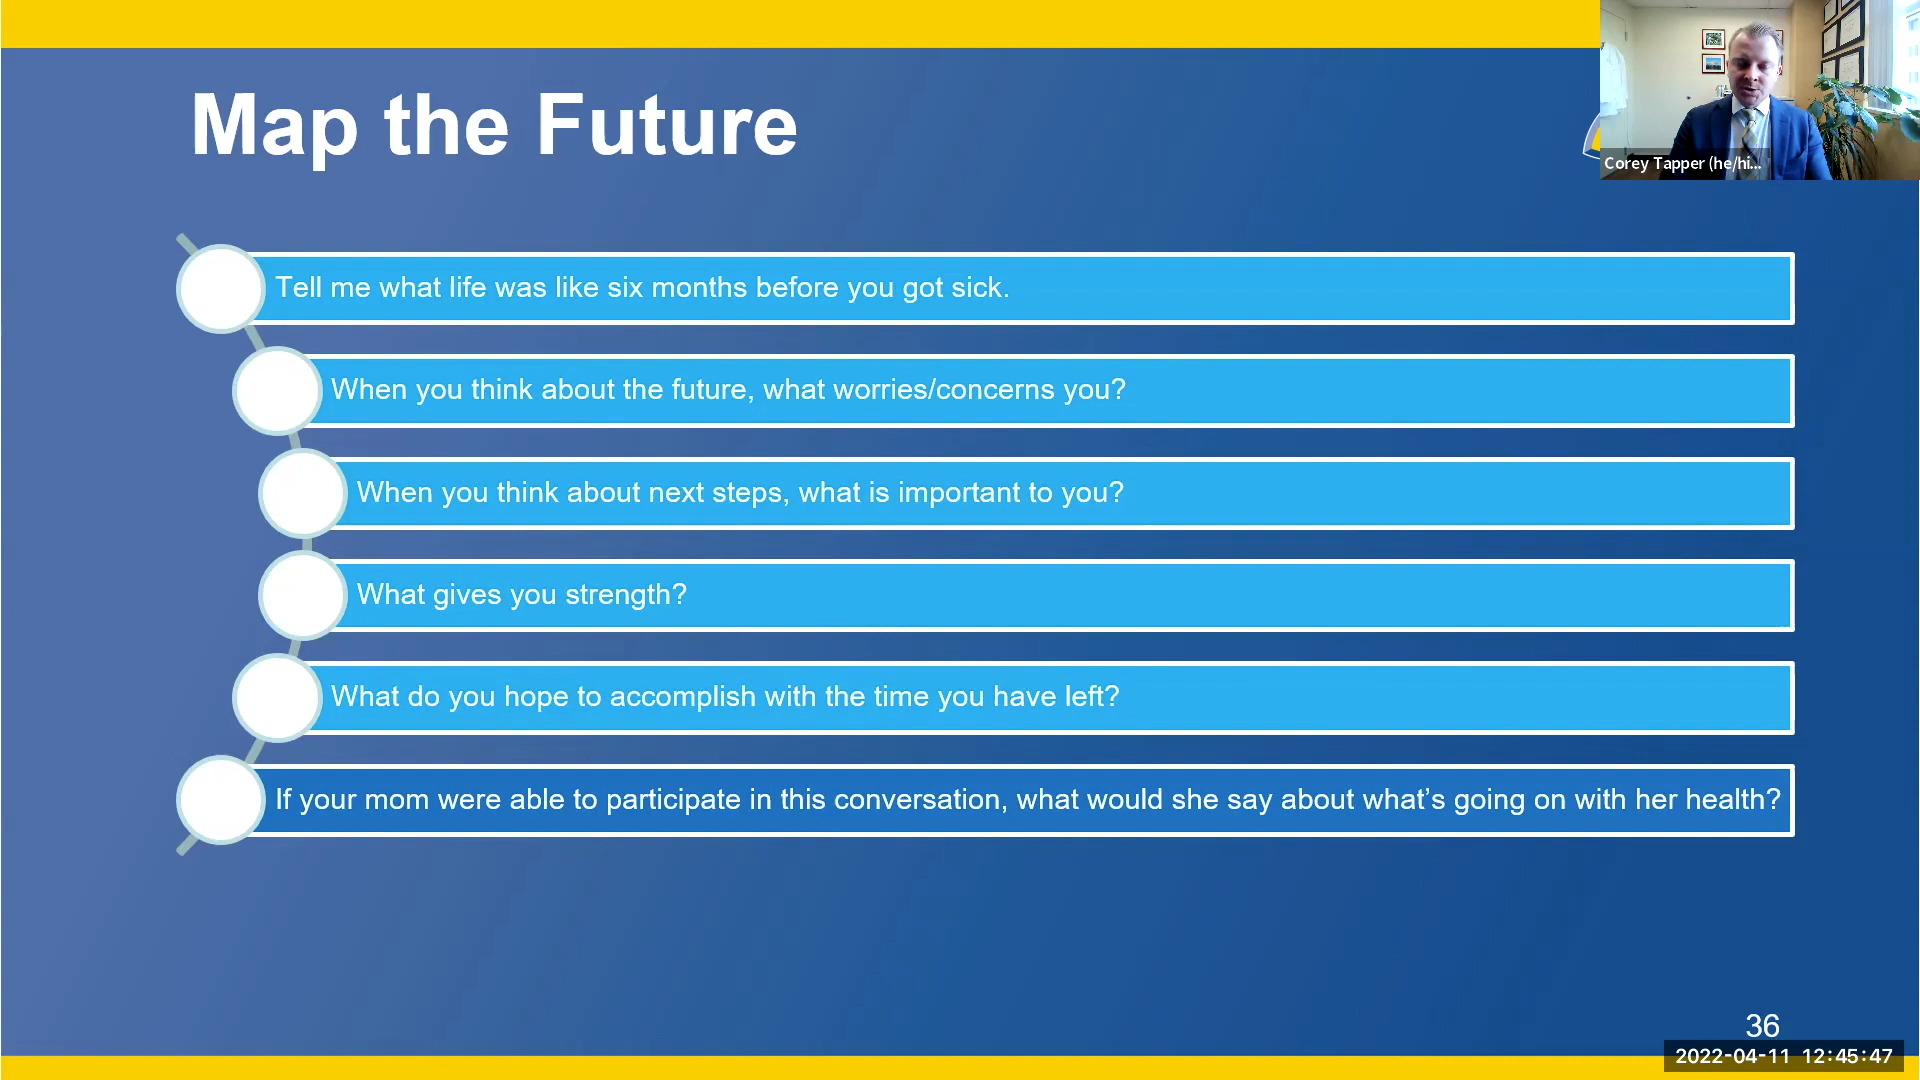 Map the Future
Corey Tapper (he/hi...
Tell me what life was like six months before you got sick.
When you think about the future, what worries/concerns you?
When you think about next steps, what is important to you?
What gives you strength?
What do you hope to accomplish with the time you have left?
If your mom were able to participate in this conversation, what would she say about what’s going on with her health?
36
2022-04-11 12:45:47